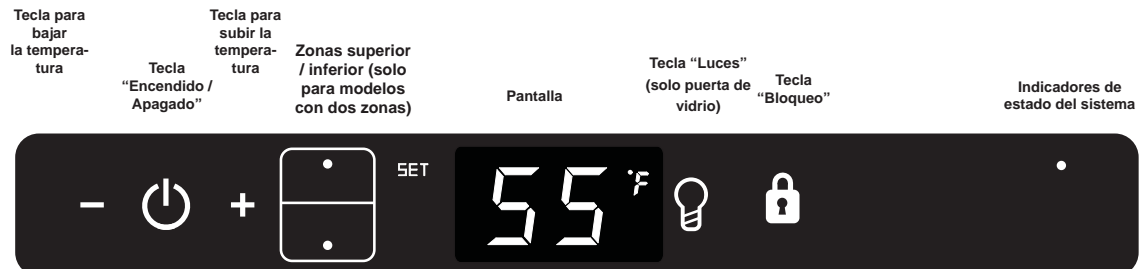 Tecla para
bajar
la tempera-
tura
Tecla
“Encendido /
Apagado”
Tecla para
subir la
tempera-
tura
Zonas superior
/ inferior (solo
para modelos
con dos zonas)
Pantalla
Tecla “Luces”
(solo puerta de
vidrio)
Tecla
“Bloqueo”
Indicadores de
estado del sistema
SET
55 °F